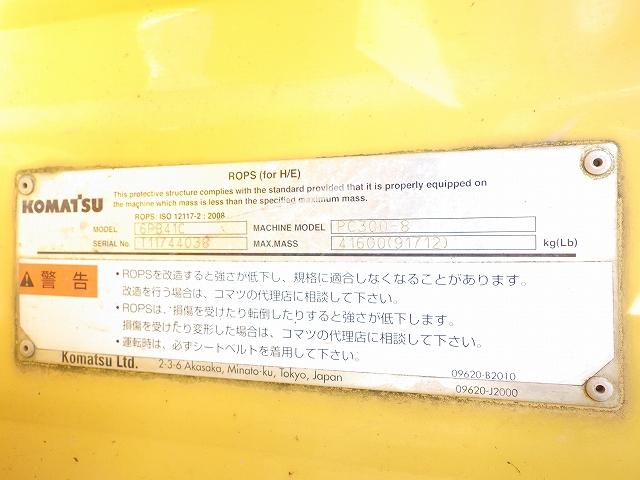 ROPS (for H/E)
KOMATSU
This protective structure complies with the standard provided that it is properly equipped on
the machine which mass is less than the specified maximum mass.
ROPS: ISO 12117-2 : 2008
MODEL 6PB41C MACHINE MODEL PC300-8
SERIAL No. T11744038 MAX.MASS 41600(91712) kg(Lb)
警告
・ROPSを改造すると強さが低下し、規格に適合しなくなることがあります。
改造を行う場合は、コマツの代理店に相談して下さい。
・ROPSは、損傷を受けたり転倒したりすると強さが低下します。
損傷を受けたり変形した場合は、コマツの代理店に相談して下さい。
・運転時は、必ずシートベルトを着用して下さい。
Komatsu Ltd. 2-3-6 Akasaka, Minato-ku, Tokyo, Japan
09620-B2010
09620-J2000